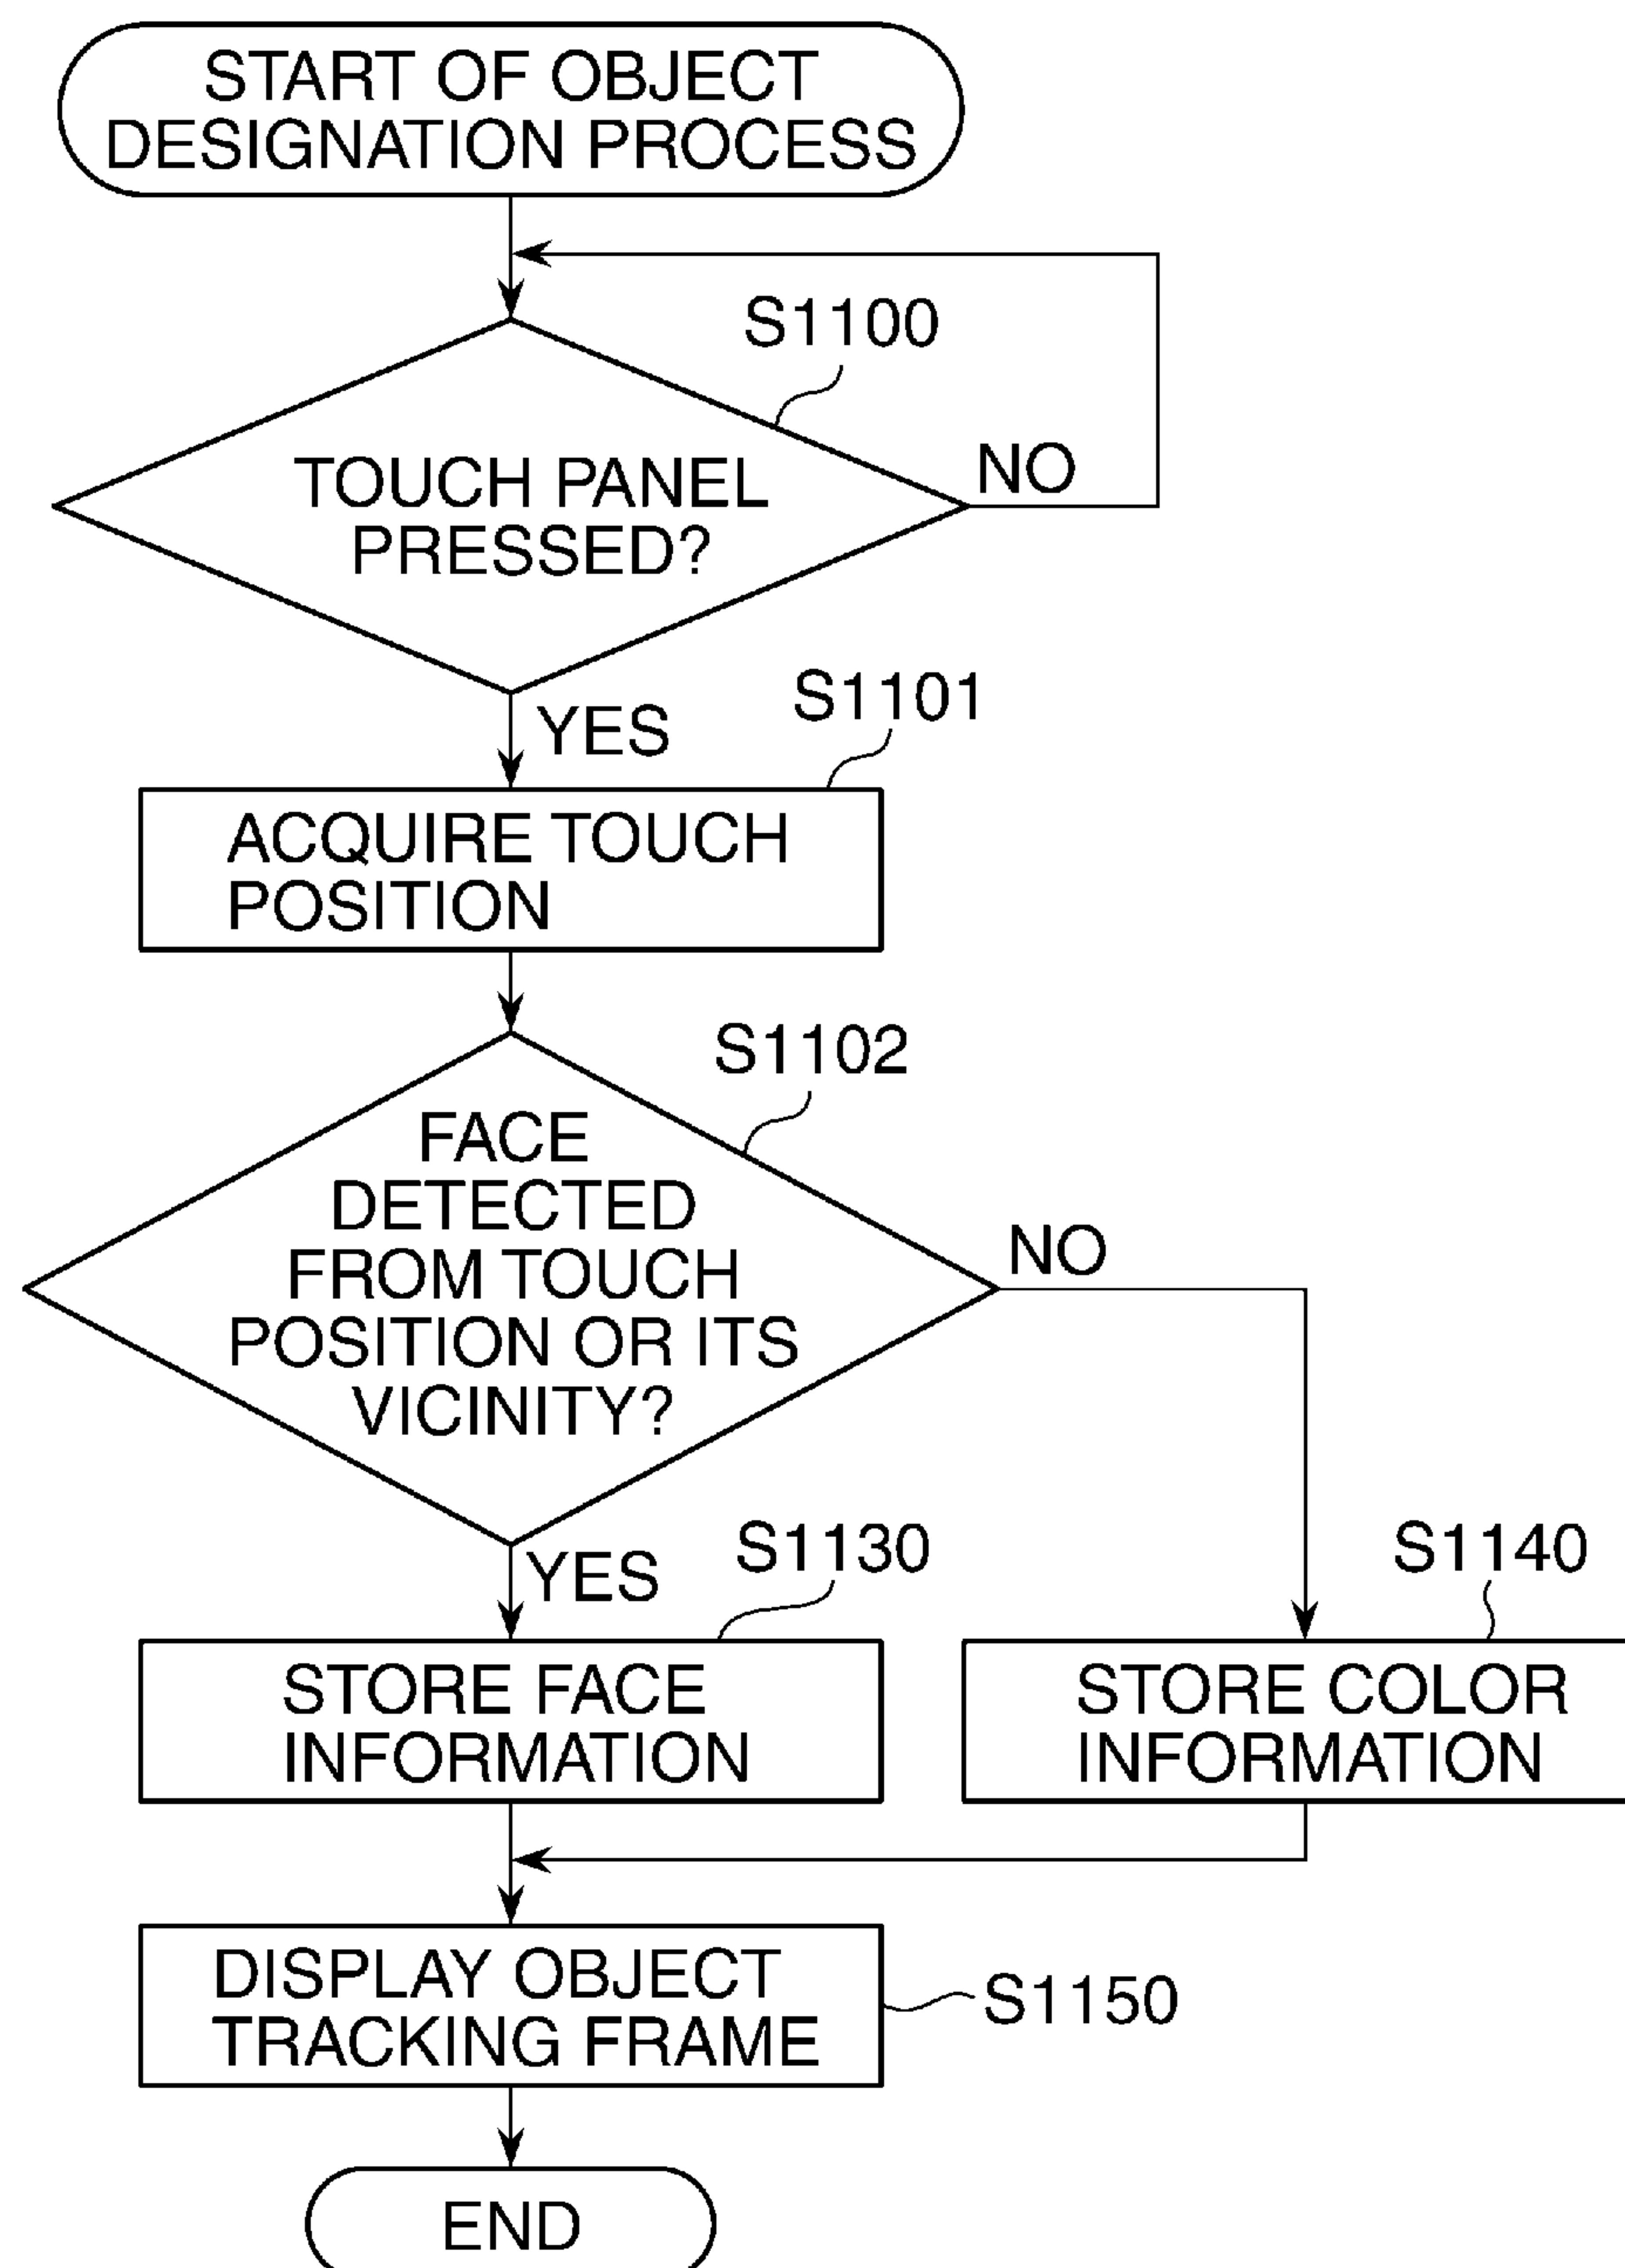 START OF OBJECT
DESIGNATION PROCESS
S1100
TOUCH PANEL
PRESSED?
NO
YES
S1101
ACQUIRE TOUCH
POSITION
S1102
FACE
DETECTED
FROM TOUCH
POSITION OR ITS
VICINITY?
NO
YES
S1130
S1140
STORE FACE
INFORMATION
STORE COLOR
INFORMATION
DISPLAY OBJECT
TRACKING FRAME
S1150
END